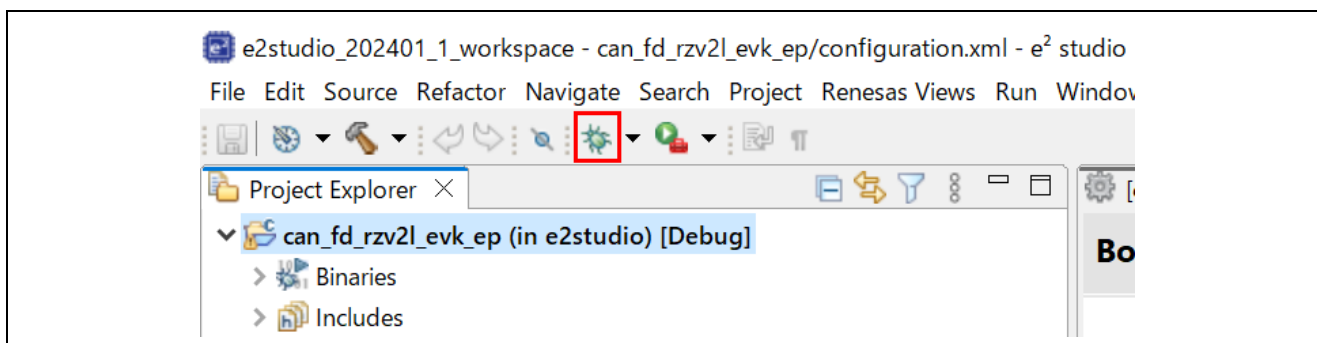 e2studio_202401_1_workspace - can_fd_rzv2l_evk_ep/configuration.xml - e² studio
File Edit Source Refactor Navigate Search Project Renesas Views Run Window
Project Explorer
can_fd_rzv2l_evk_ep (in e2studio) [Debug]
Bo
Binaries
Includes